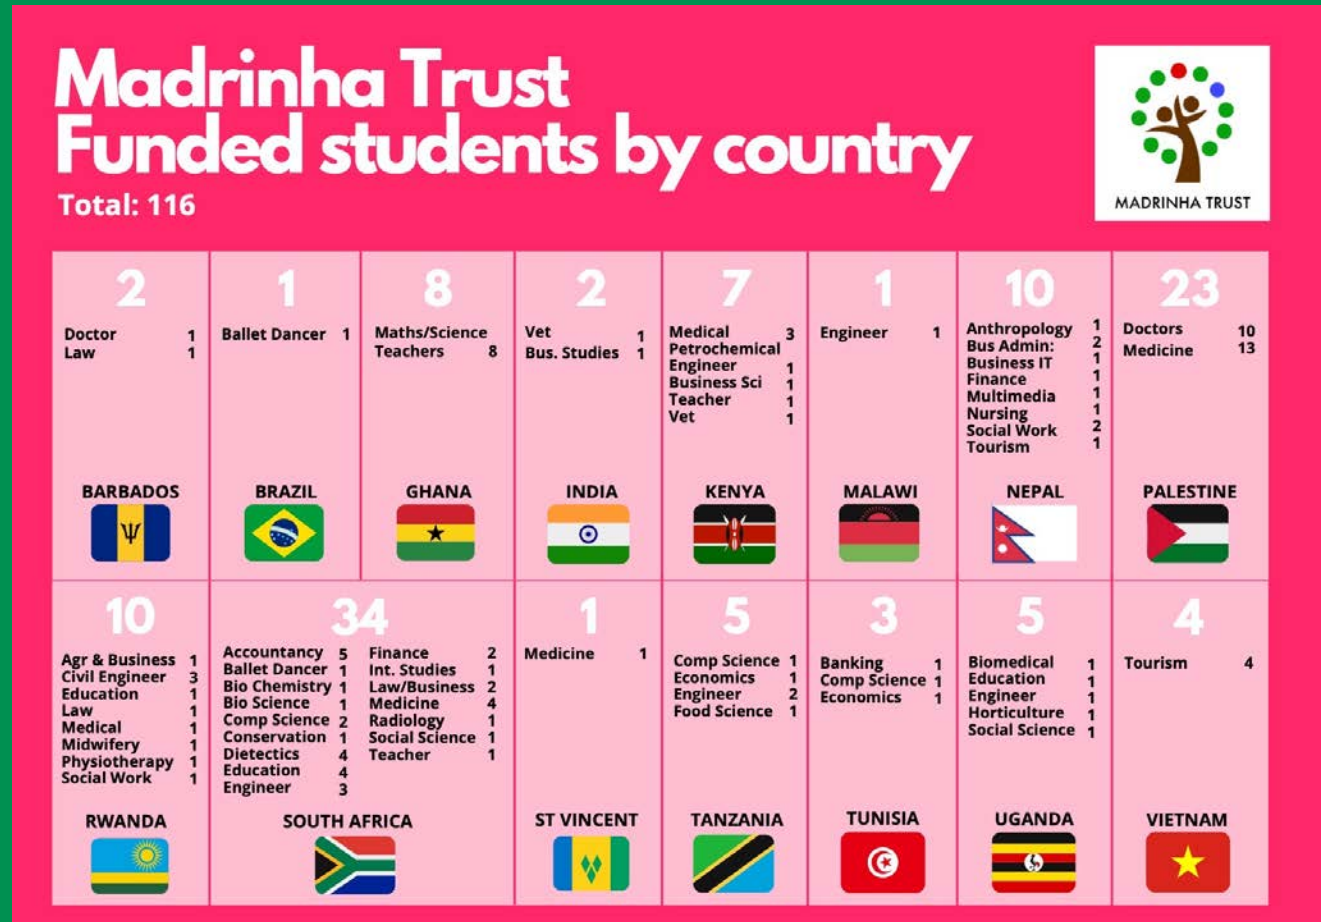 Madrinha Trust
Funded students by country
Total: 116
MADRINHA TRUST
2
Doctor 1
Law 1
BARBADOS
1
Ballet Dancer 1
BRAZIL
8
Maths/Science
Teachers 8
GHANA
2
Vet 1
Bus. Studies 1
INDIA
7
Medical 3
Petrochemical
Engineer 1
Business Sci 1
Teacher 1
Vet 1
KENYA
1
Engineer 1
MALAWI
10
Anthropology 1
Bus Admin: 2
Business IT 1
Finance 1
Multimedia 1
Nursing 1
Social Work 2
Tourism 1
NEPAL
23
Doctors 10
Medicine 13
PALESTINE
10
Agr & Business 1
Civil Engineer 3
Education 1
Law 1
Medical 1
Midwifery 1
Physiotherapy 1
Social Work 1
RWANDA
34
Accountancy 5
Ballet Dancer 1
Bio Chemistry 1
Bio Science 1
Comp Science 2
Conservation 1
Dietectics 4
Education 4
Engineer 3
Finance 2
Int. Studies 1
Law/Business 2
Medicine 4
Radiology 1
Social Science 1
Teacher 1
SOUTH AFRICA
1
Medicine 1
ST VINCENT
5
Comp Science 1
Economics 1
Engineer 2
Food Science 1
TANZANIA
3
Banking 1
Comp Science 1
Economics 1
TUNISIA
5
Biomedical 1
Education 1
Engineer 1
Horticulture 1
Social Science 1
UGANDA
4
Tourism 4
VIETNAM